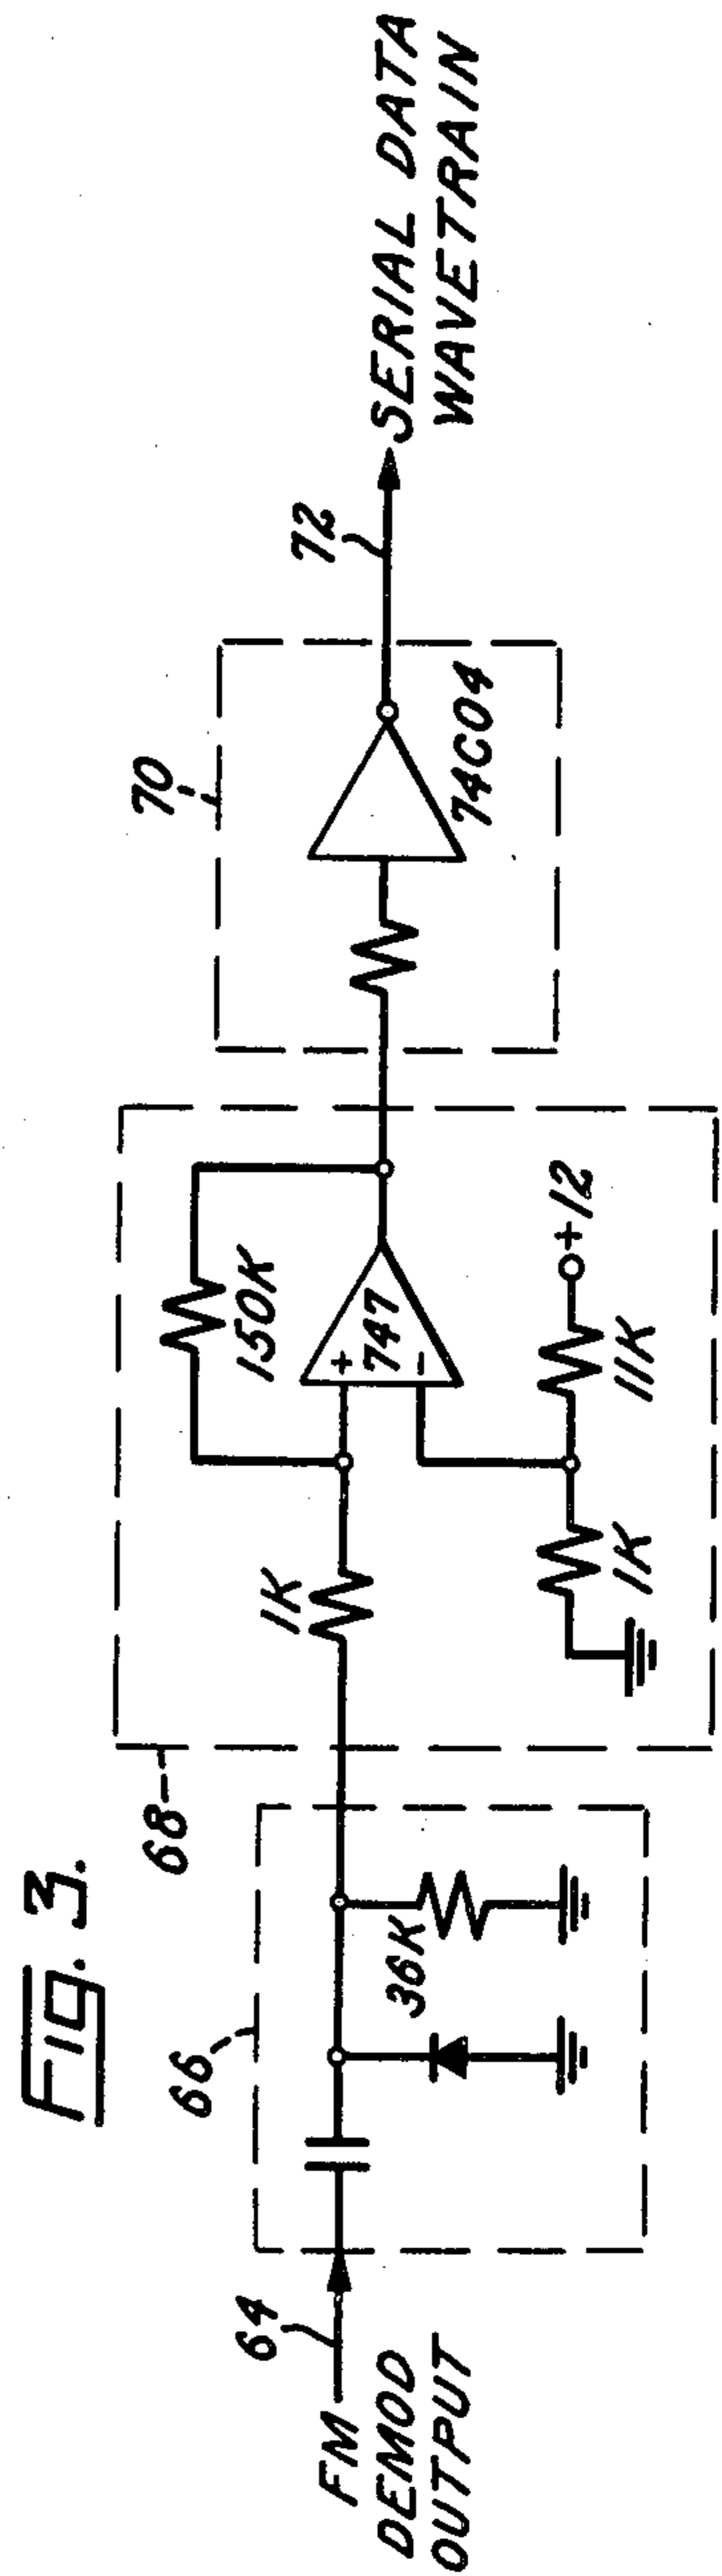 Fig. 3.
64
FM
DEMOD
OUTPUT
66
36K
68
1K
150K
+
747
-
1K
11K
+12
70
74C04
72
SERIAL DATA
WAVETRAIN